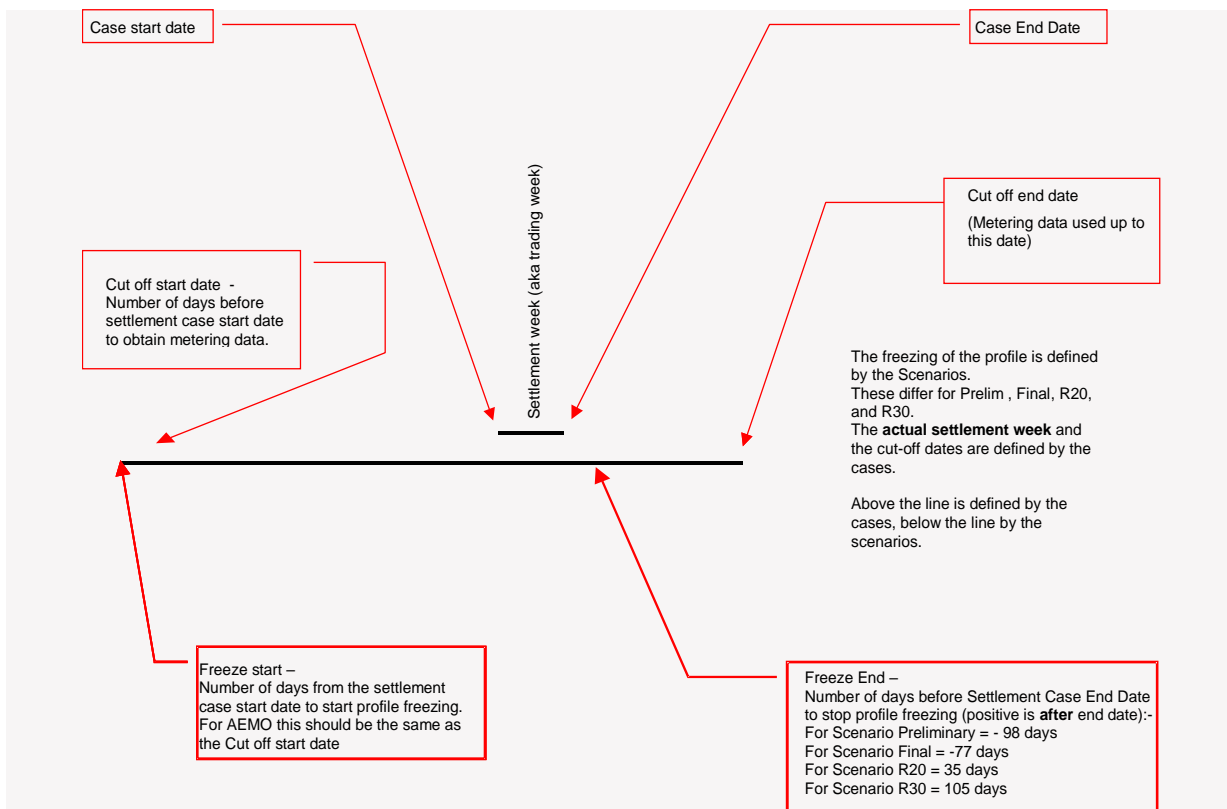 Case start date
Case End Date
Settlement week (aka trading week)
Cut off end date
(Metering data used up to
this date)
Cut off start date -
Number of days before
settlement case start date
to obtain metering data.
The freezing of the profile is defined
by the Scenarios.
These differ for Prelim , Final, R20,
and R30.
The actual settlement week and
the cut-off dates are defined by the
cases.
Above the line is defined by the
cases, below the line by the
scenarios.
Freeze start –
Number of days from the settlement
case start date to start profile freezing.
For AEMO this should be the same as
the Cut off start date
Freeze End –
Number of days before Settlement Case End Date
to stop profile freezing (positive is after end date):-
For Scenario Preliminary = - 98 days
For Scenario Final = -77 days
For Scenario R20 = 35 days
For Scenario R30 = 105 days